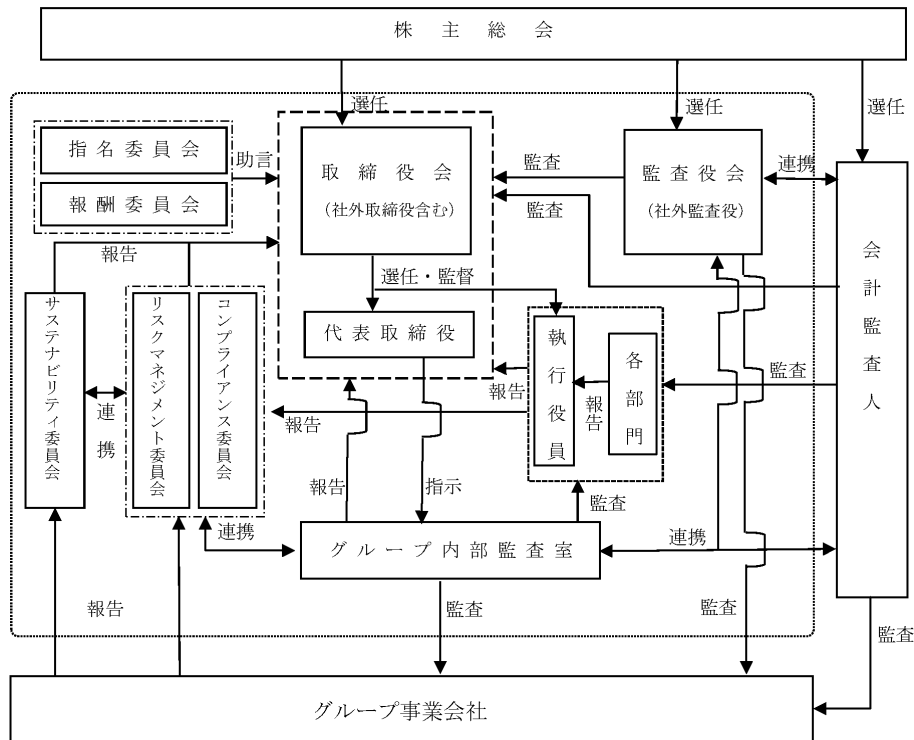 株主総会
選任
選任
選任
指名委員会
報酬委員会
助言
取締役会
(社外取締役含む)
監査
監査
監査役会
(社外監査役)
連携
会計監査人
報告
選任・監督
代表取締役
サステナビリティ委員会
リスクマネジメント委員会
コンプライアンス委員会
連携
執行役員
報告
各部門
報告
報告
監査
報告
指示
監査
連携
グループ内部監査室
連携
報告
監査
監査
監査
グループ事業会社